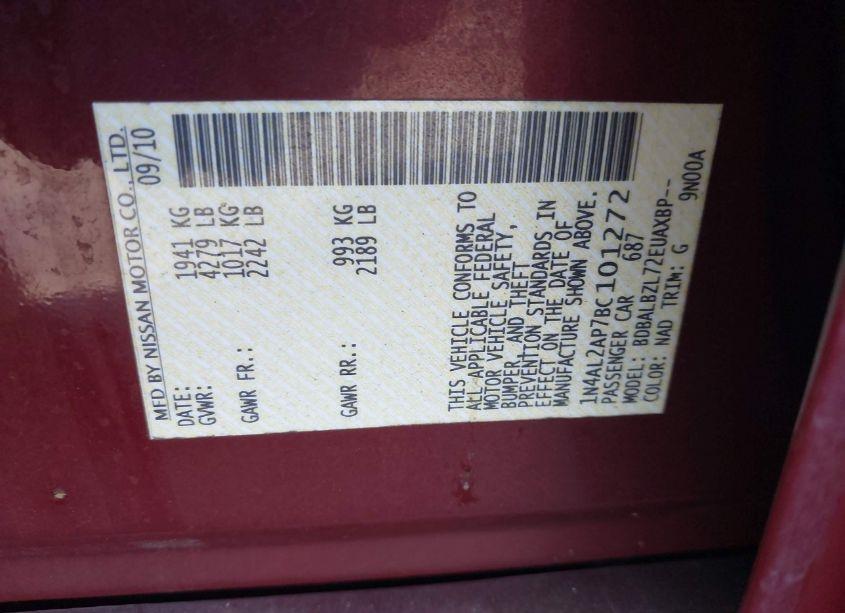 MFD BY NISSAN MOTOR CO., LTD.
DATE: 09/10
GVWR: 1941 KG
4279 LB
GAWR FR.: 1017 KG
2242 LB
GAWR RR.: 993 KG
2189 LB
THIS VEHICLE CONFORMS TO
ALL APPLICABLE FEDERAL
MOTOR VEHICLE SAFETY,
BUMPER, AND THEFT
PREVENTION STANDARDS IN
EFFECT ON THE DATE OF
MANUFACTURE SHOWN ABOVE.
1N4AL2AP7BC101272
PASSENGER CAR 687
MODEL: BDBALBZL72EUAXBP--
COLOR: NAD TRIM: G 9N00A